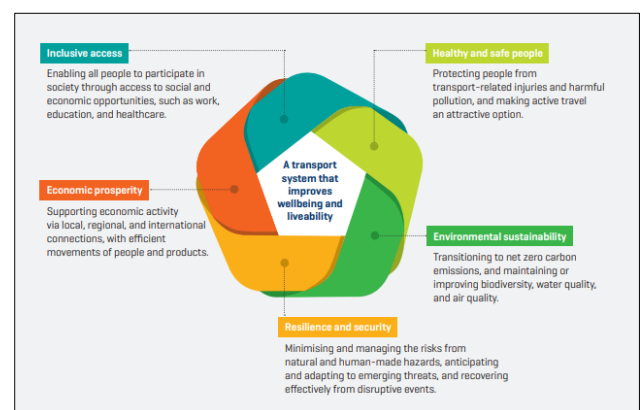 Inclusive access
Enabling all people to participate in
society through access to social and
economic opportunities, such as work,
education, and healthcare.
Healthy and safe people
Protecting people from
transport-related injuries and harmful
pollution, and making active travel
an attractive option.
A transport
system that
improves
wellbeing and
liveability
Economic prosperity
Supporting economic activity
via local, regional, and international
connections, with efficient
movements of people and products.
Environmental sustainability
Transitioning to net zero carbon
emissions, and maintaining or
improving biodiversity, water quality,
and air quality.
Resilience and security
Minimising and managing the risks from
natural and human-made hazards, anticipating
and adapting to emerging threats, and recovering
effectively from disruptive events.